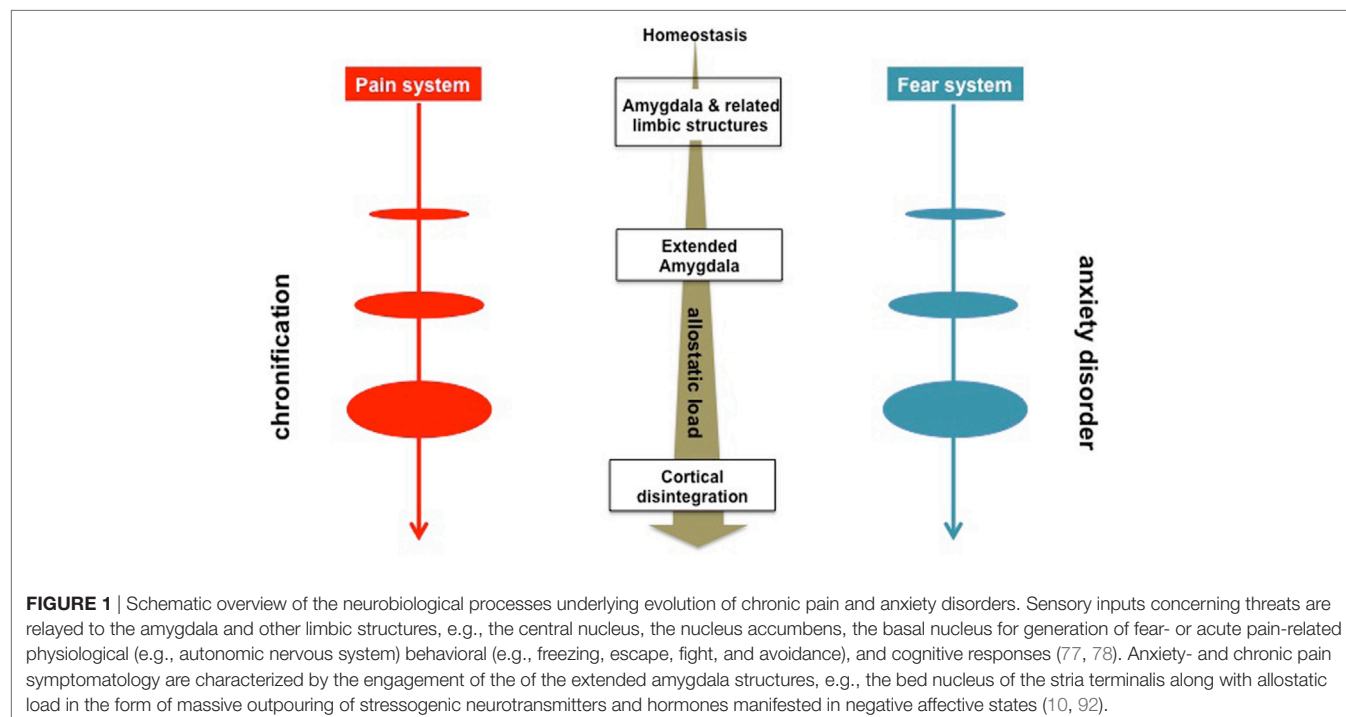 Homeostasis
Pain system
Amygdala & related
limbic structures
Fear system
Extended
Amygdala
chronification
allostatic load
anxiety disorder
Cortical
disintegration
FIGURE 1 | Schematic overview of the neurobiological processes underlying evolution of chronic pain and anxiety disorders. Sensory inputs concerning threats are
relayed to the amygdala and other limbic structures, e.g., the central nucleus, the nucleus accumbens, the basal nucleus for generation of fear- or acute pain-related
physiological (e.g., autonomic nervous system) behavioral (e.g., freezing, escape, fight, and avoidance), and cognitive responses (77, 78). Anxiety- and chronic pain
symptomatology are characterized by the engagement of the of the extended amygdala structures, e.g., the bed nucleus of the stria terminalis along with allostatic
load in the form of massive outpouring of stressogenic neurotransmitters and hormones manifested in negative affective states (10, 92).